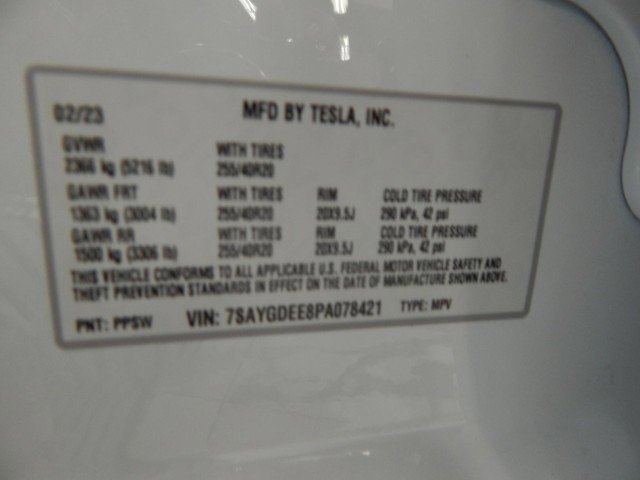 02/23 MFD BY TESLA, INC.
GVWR WITH TIRES
2366 kg (5216 lb) 255/40R20
GAWR FRT WITH TIRES RIM COLD TIRE PRESSURE
1363 kg (3004 lb) 255/40R20 20X9.5J 290 kPa, 42 psi
GAWR RR WITH TIRES RIM COLD TIRE PRESSURE
1500 kg (3306 lb) 255/40R20 20X9.5J 290 kPa, 42 psi
THIS VEHICLE CONFORMS TO ALL APPLICABLE U.S. FEDERAL MOTOR VEHICLE SAFETY AND
THEFT PREVENTION STANDARDS IN EFFECT ON THE DATE OF MANUFACTURE SHOWN ABOVE.
PNT: PPSW VIN: 7SAYGDEE8PA078421 TYPE: MPV